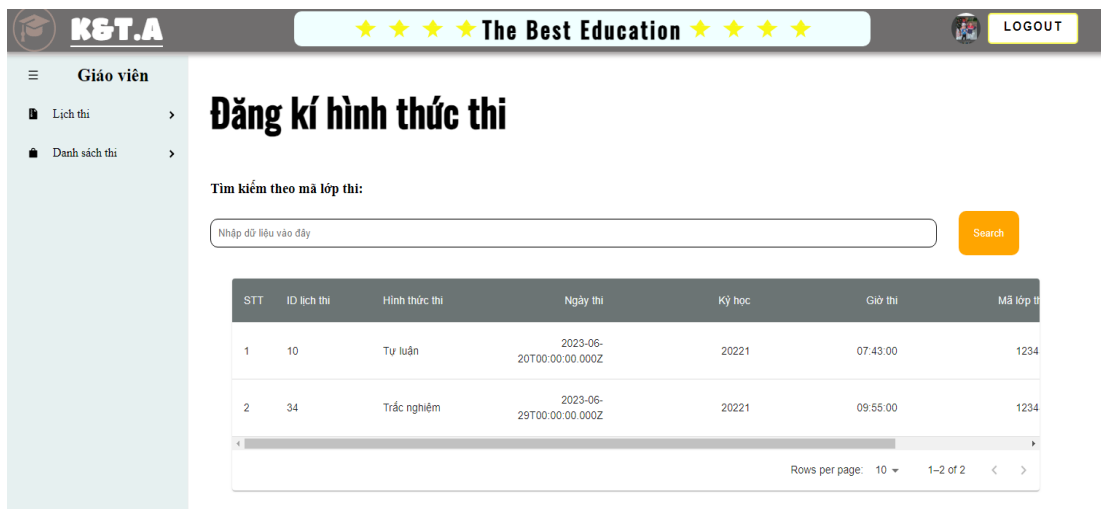 K&T.A
The Best Education
LOGOUT
Giáo viên
Lịch thi
Danh sách thi
Đăng kí hình thức thi
Tìm kiếm theo mã lớp thi:
Nhập dữ liệu vào đây
Search
STT ID lịch thi Hình thức thi Ngày thi Kỳ học Giờ thi Mã lớp th
1 10 Tự luận 2023-06-20T00:00:00.000Z 20221 07:43:00 1234
2 34 Trắc nghiệm 2023-06-29T00:00:00.000Z 20221 09:55:00 1234
Rows per page: 10 1–2 of 2